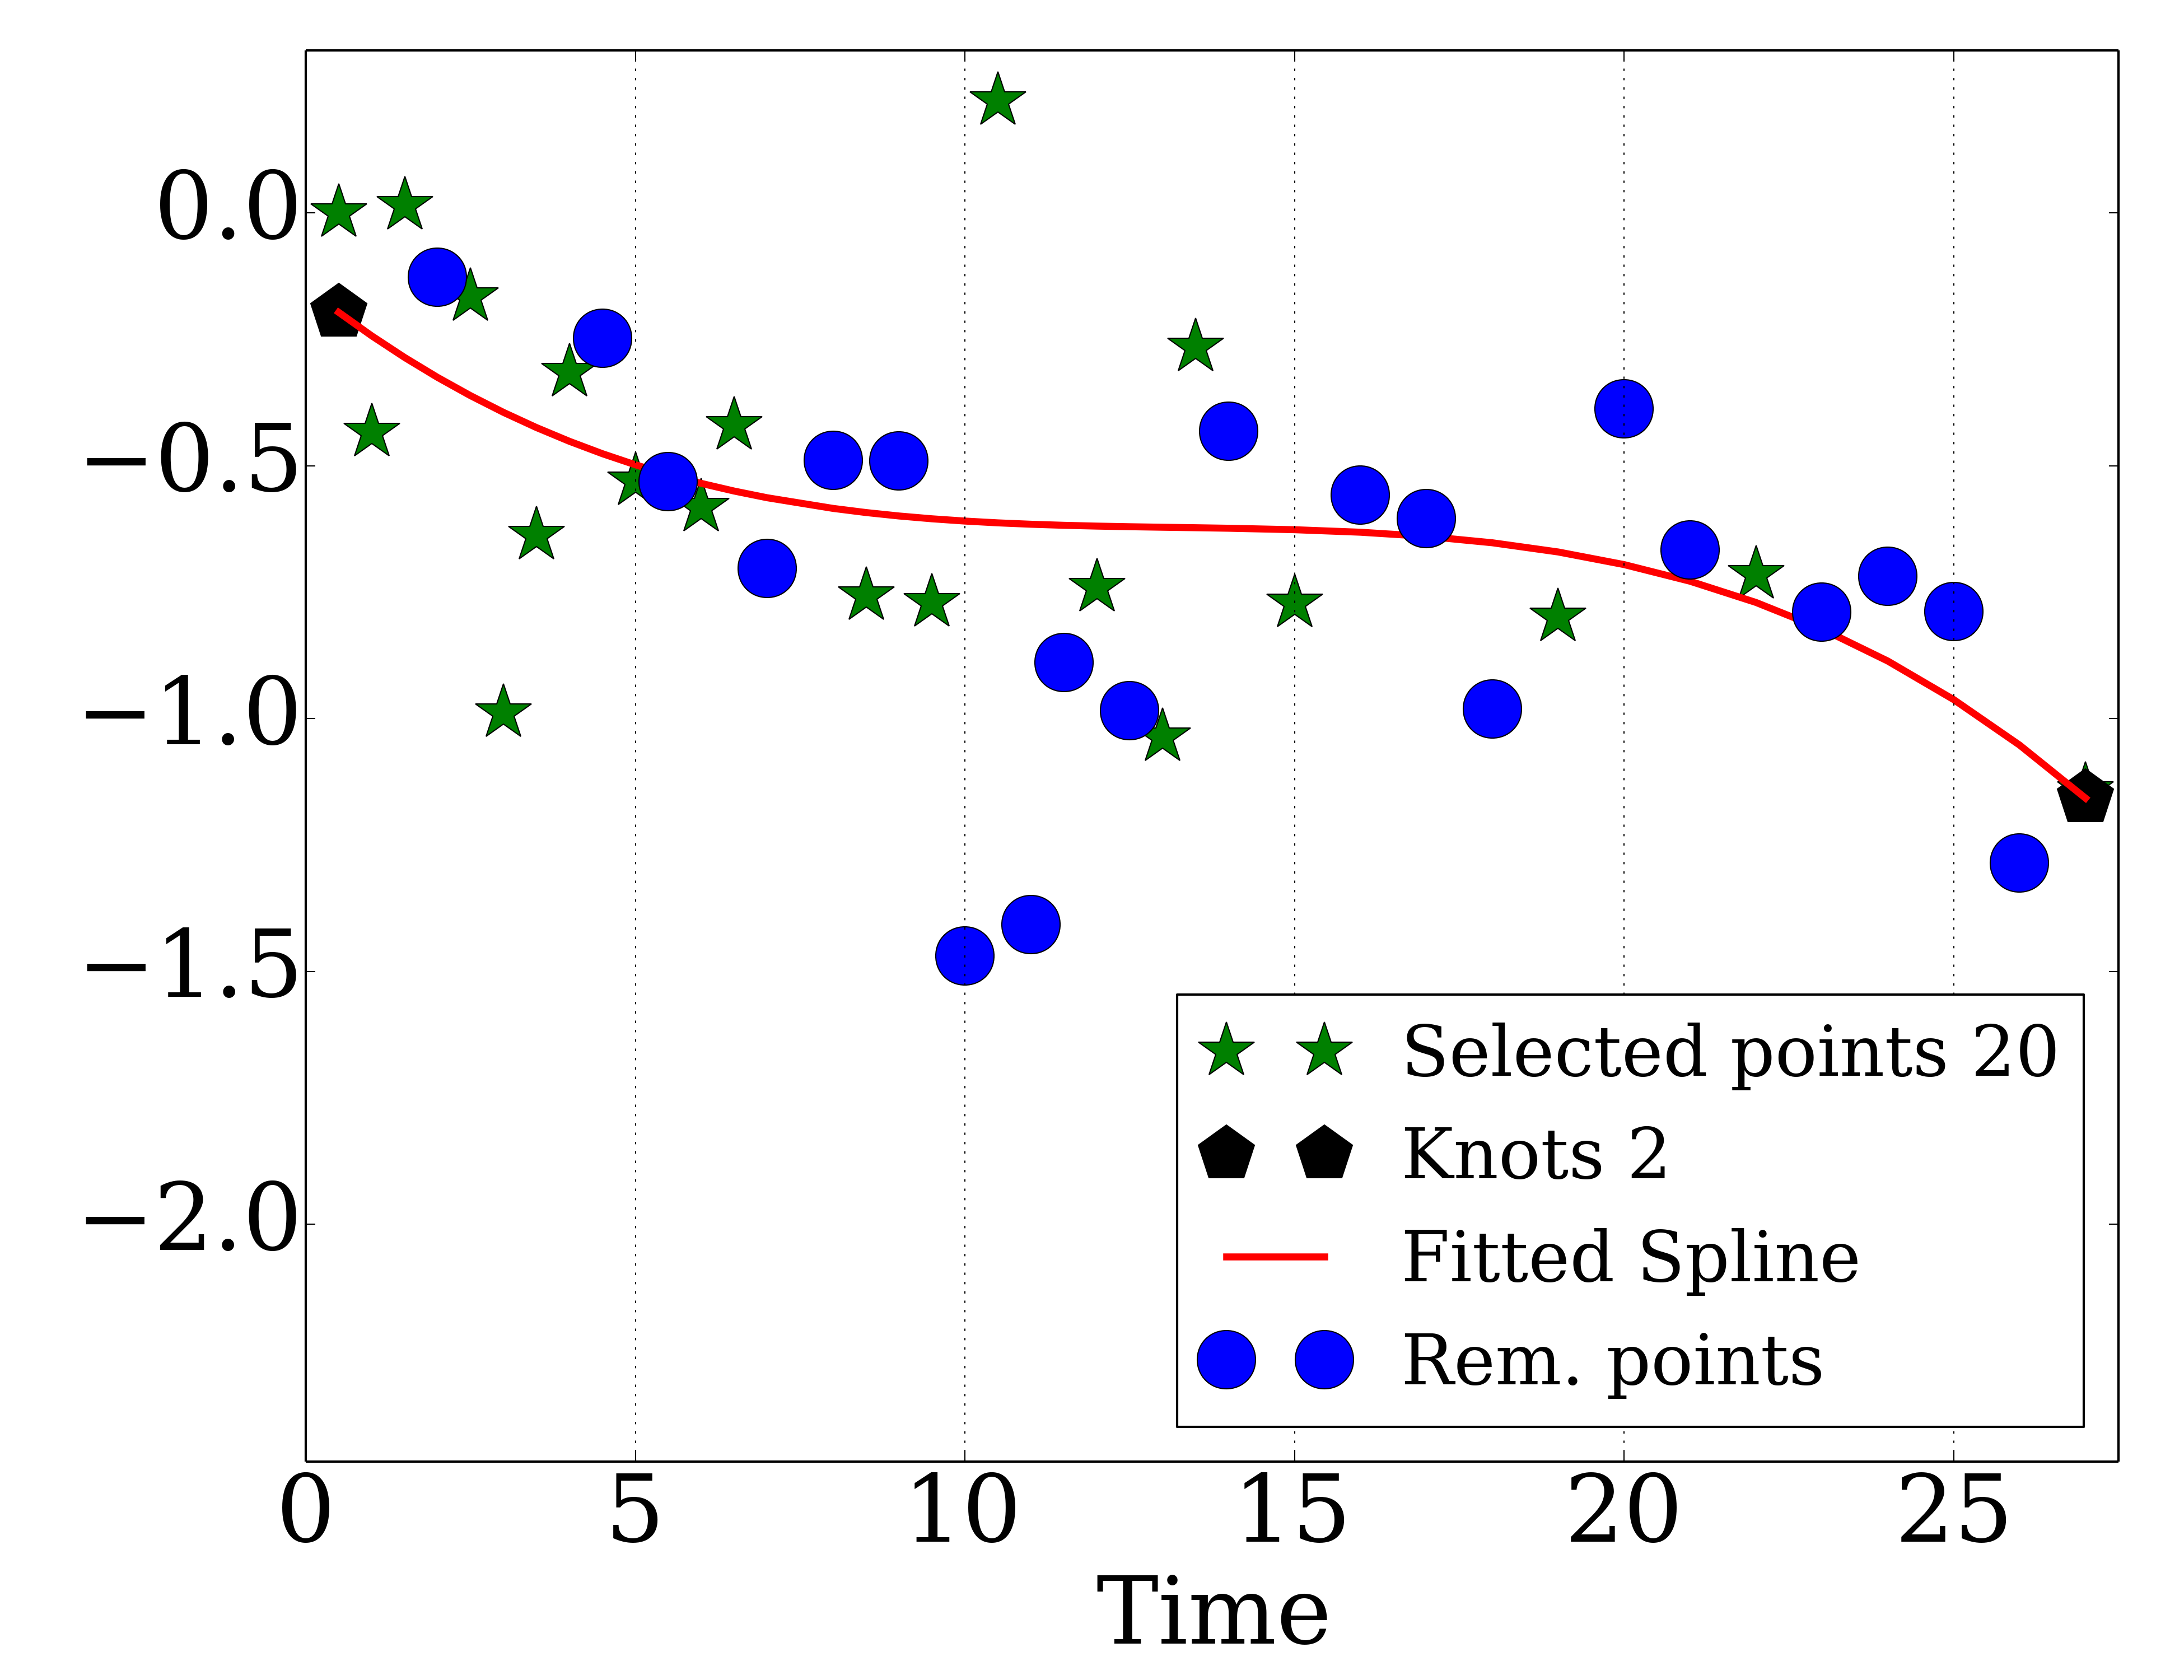 0.0
−0.5
−1.0
−1.5
−2.0
Selected points 20
Knots 2
Fitted Spline
Rem. points
0 5 10 15 20 25
Time